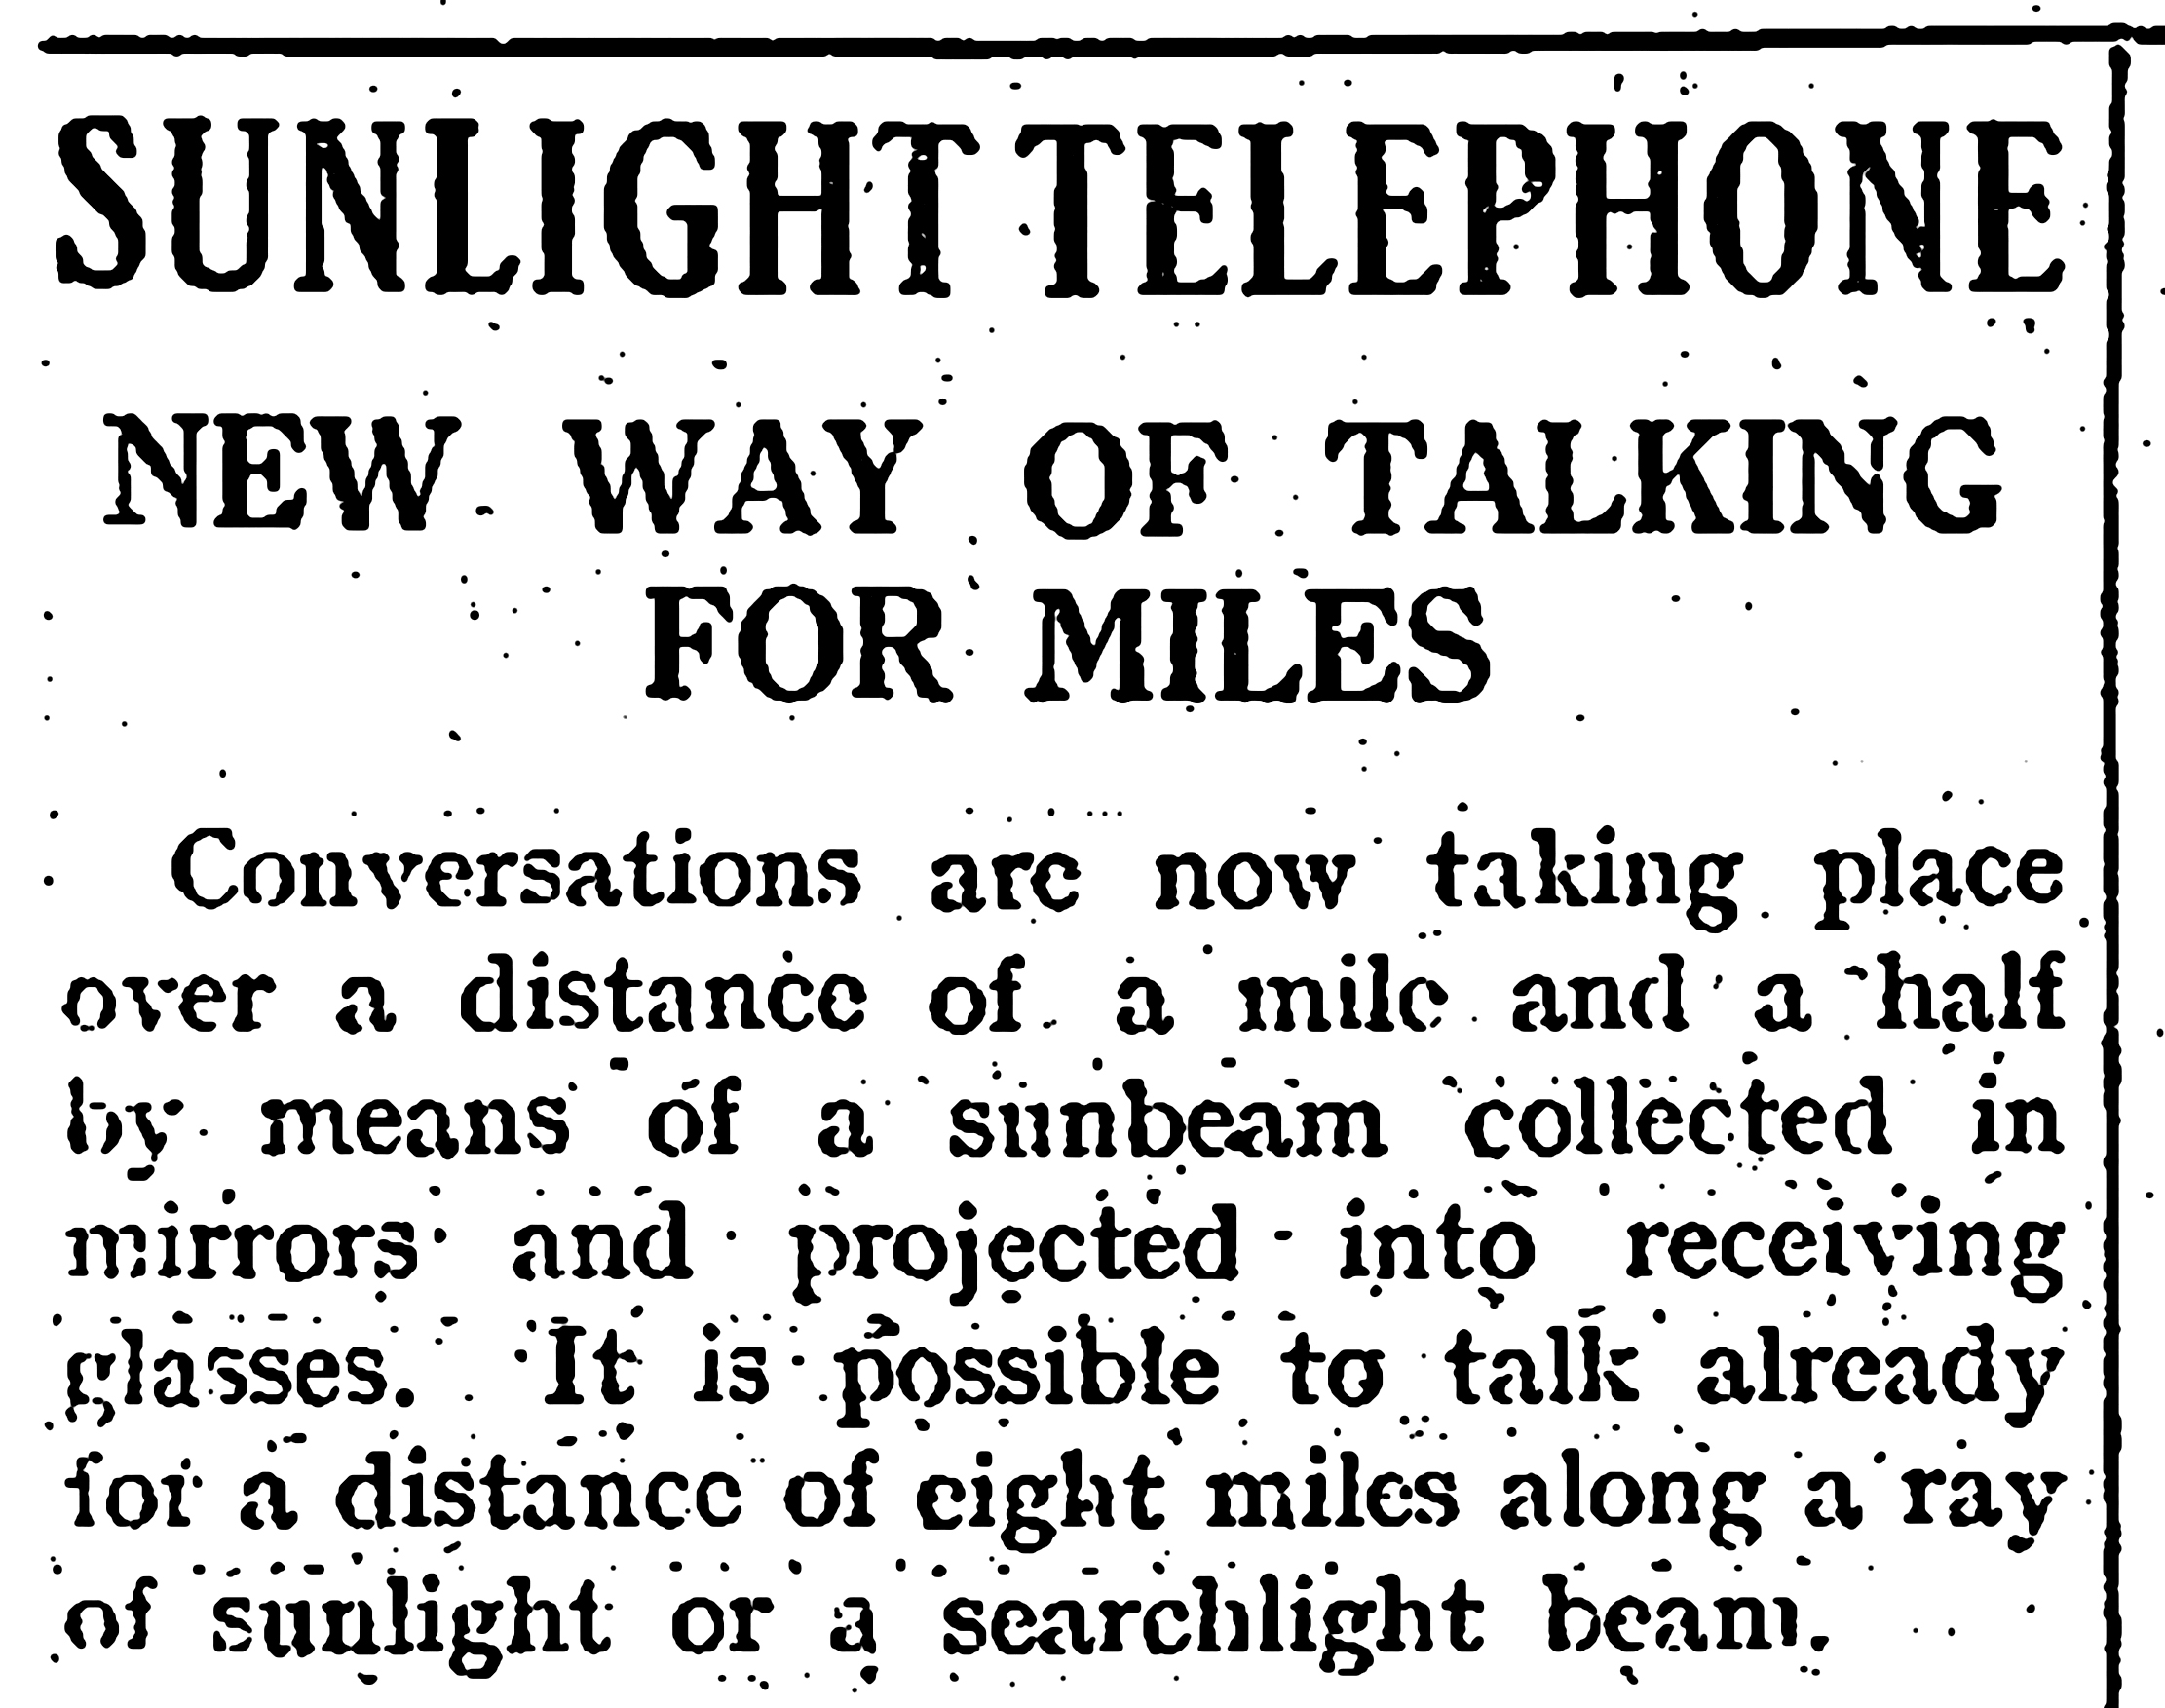 SUNLIGHT TELEPHONE
NEW WAY OF TALKING
FOR MILES
Conversations are now taking place
over a distance of a mile and a half
by means of a sunbeam collected in
mirrors and projected into receiving
glasses. It is possible to talk already
for a distance of eight miles along a ray
of sunlight or a searchlight beam.